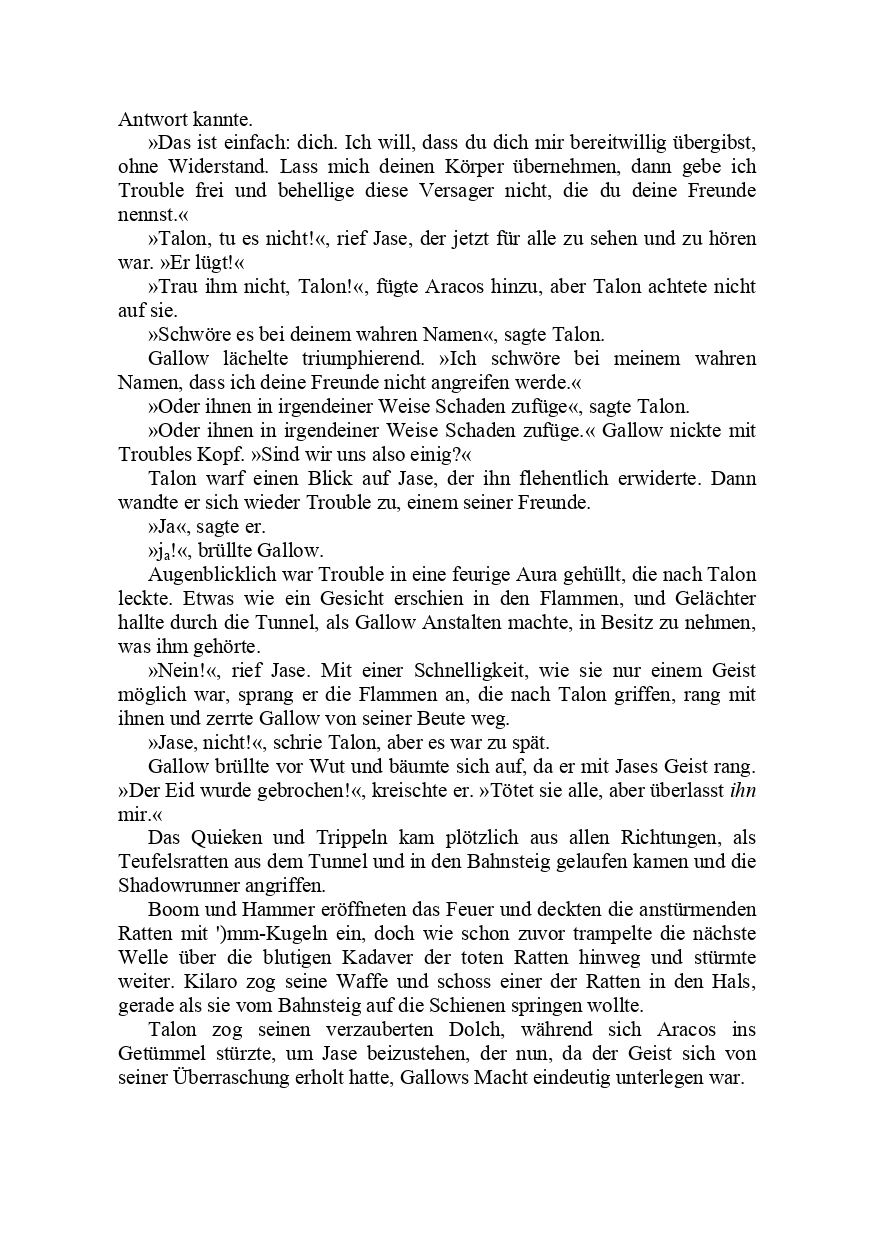 Antwort kannte.
»Das ist einfach: dich. Ich will, dass du dich mir bereitwillig übergibst,
ohne Widerstand. Lass mich deinen Körper übernehmen, dann gebe ich
Trouble frei und behellige diese Versager nicht, die du deine Freunde
nennst.«
»Talon, tu es nicht!«, rief Jase, der jetzt für alle zu sehen und zu hören
war. »Er lügt!«
»Trau ihm nicht, Talon!«, fügte Aracos hinzu, aber Talon achtete nicht
auf sie.
»Schwöre es bei deinem wahren Namen«, sagte Talon.
Gallow lächelte triumphierend. »Ich schwöre bei meinem wahren
Namen, dass ich deine Freunde nicht angreifen werde.«
»Oder ihnen in irgendeiner Weise Schaden zufüge«, sagte Talon.
»Oder ihnen in irgendeiner Weise Schaden zufüge.« Gallow nickte mit
Troubles Kopf. »Sind wir uns also einig?«
Talon warf einen Blick auf Jase, der ihn flehentlich erwiderte. Dann
wandte er sich wieder Trouble zu, einem seiner Freunde.
»Ja«, sagte er.
»ja!«, brüllte Gallow.
Augenblicklich war Trouble in eine feurige Aura gehüllt, die nach Talon
leckte. Etwas wie ein Gesicht erschien in den Flammen, und Gelächter
hallte durch die Tunnel, als Gallow Anstalten machte, in Besitz zu nehmen,
was ihm gehörte.
»Nein!«, rief Jase. Mit einer Schnelligkeit, wie sie nur einem Geist
möglich war, sprang er die Flammen an, die nach Talon griffen, rang mit
ihnen und zerrte Gallow von seiner Beute weg.
»Jase, nicht!«, schrie Talon, aber es war zu spät.
Gallow brüllte vor Wut und bäumte sich auf, da er mit Jases Geist rang.
»Der Eid wurde gebrochen!«, kreischte er. »Tötet sie alle, aber überlasst ihn
mir.«
Das Quieken und Trippeln kam plötzlich aus allen Richtungen, als
Teufelsratten aus dem Tunnel und in den Bahnsteig gelaufen kamen und die
Shadowrunner angriffen.
Boom und Hammer eröffneten das Feuer und deckten die anstürmenden
Ratten mit ')mm-Kugeln ein, doch wie schon zuvor trampelte die nächste
Welle über die blutigen Kadaver der toten Ratten hinweg und stürmte
weiter. Kilaro zog seine Waffe und schoss einer der Ratten in den Hals,
gerade als sie vom Bahnsteig auf die Schienen springen wollte.
Talon zog seinen verzauberten Dolch, während sich Aracos ins
Getümmel stürzte, um Jase beizustehen, der nun, da der Geist sich von
seiner Überraschung erholt hatte, Gallows Macht eindeutig unterlegen war.